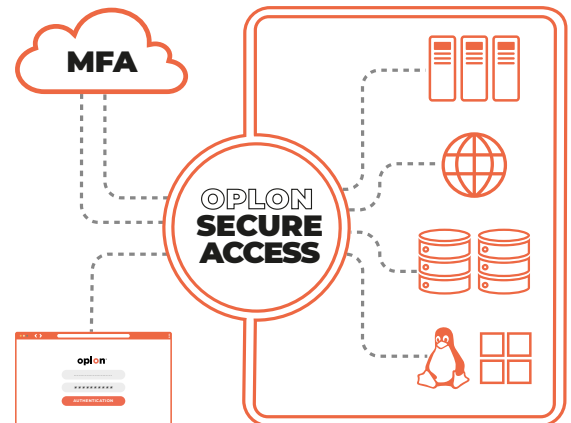 MFA
OPLON
SECURE
ACCESS
oplon
**********
AUTHENTICATION